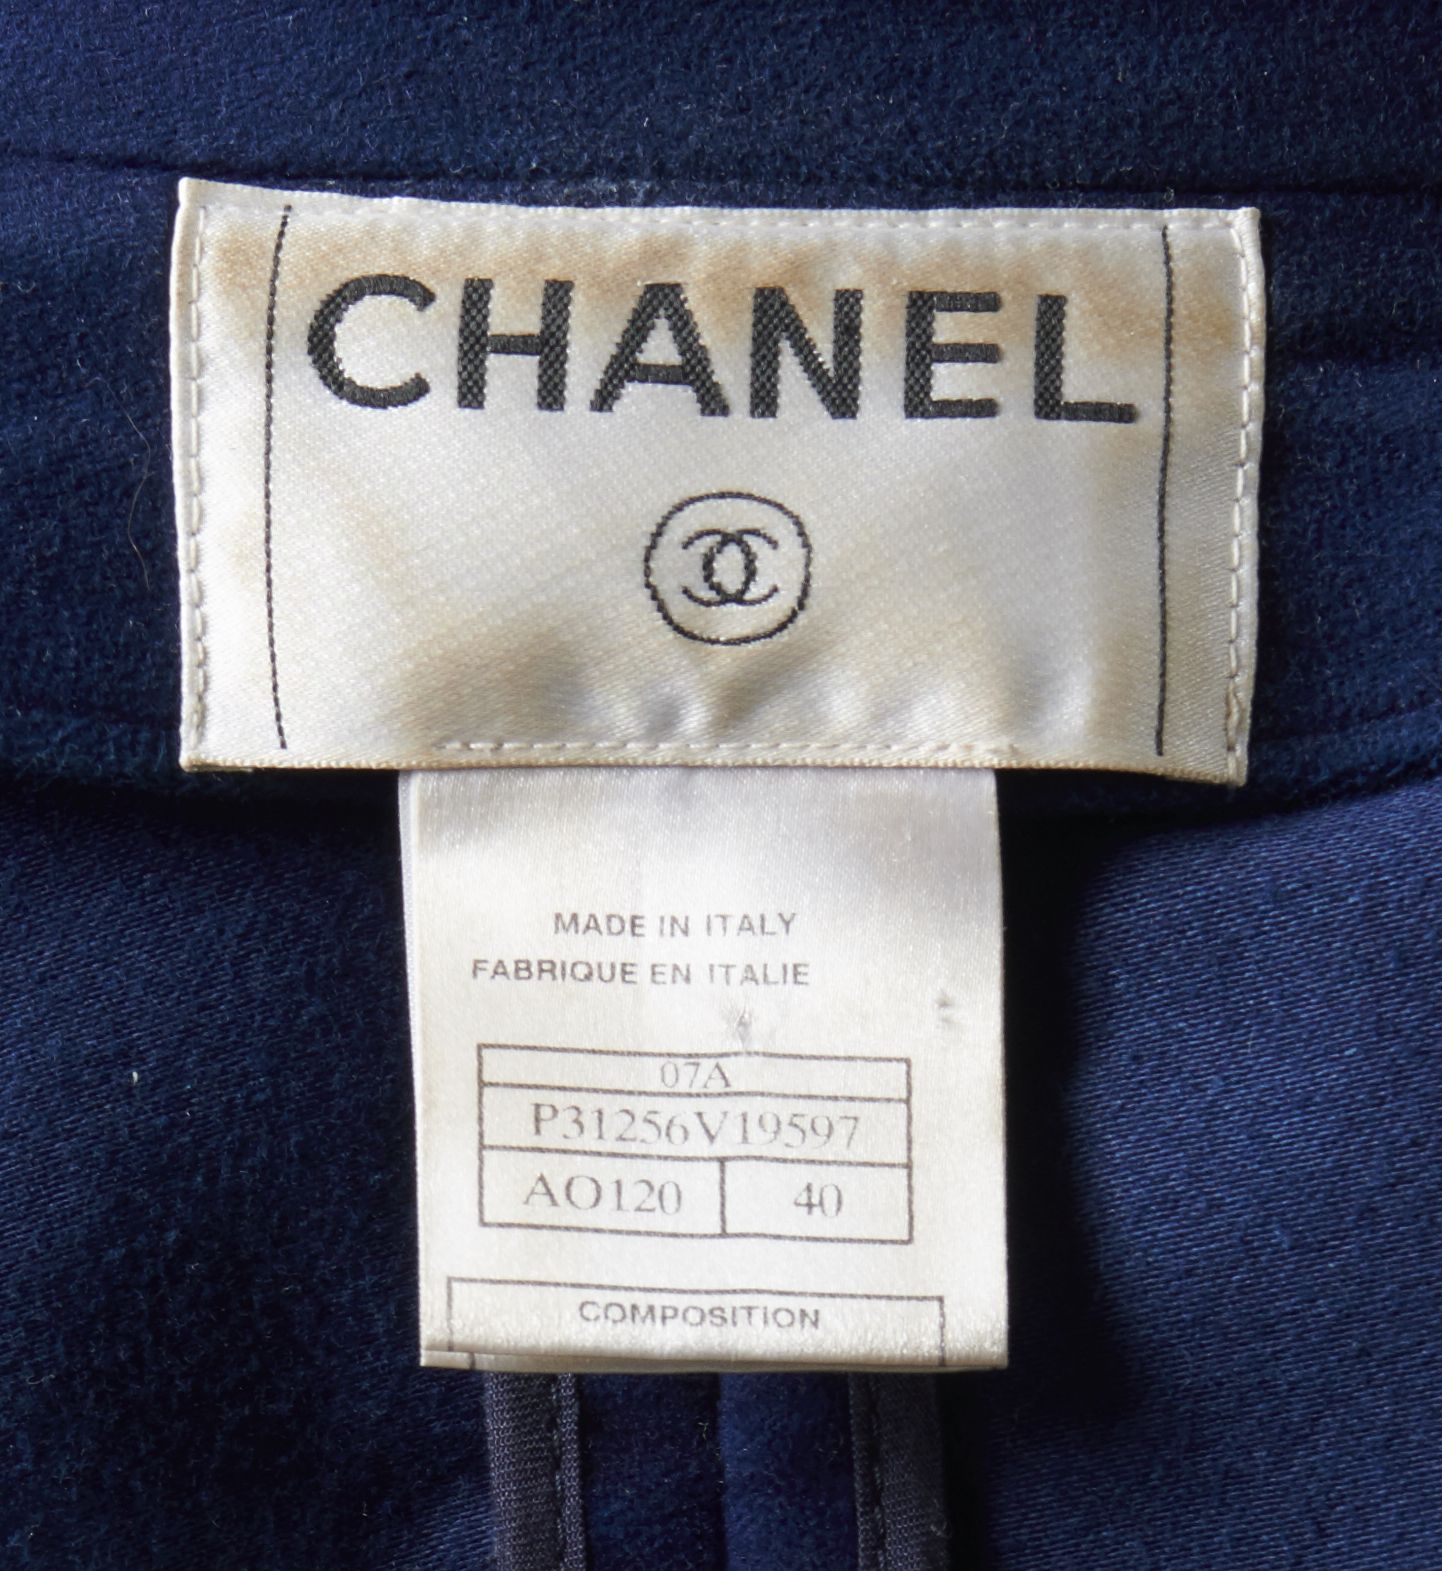 CHANEL
MADE IN ITALY
FABRIQUE EN ITALIE
07A
P31256V19597
AO120 40
COMPOSITION